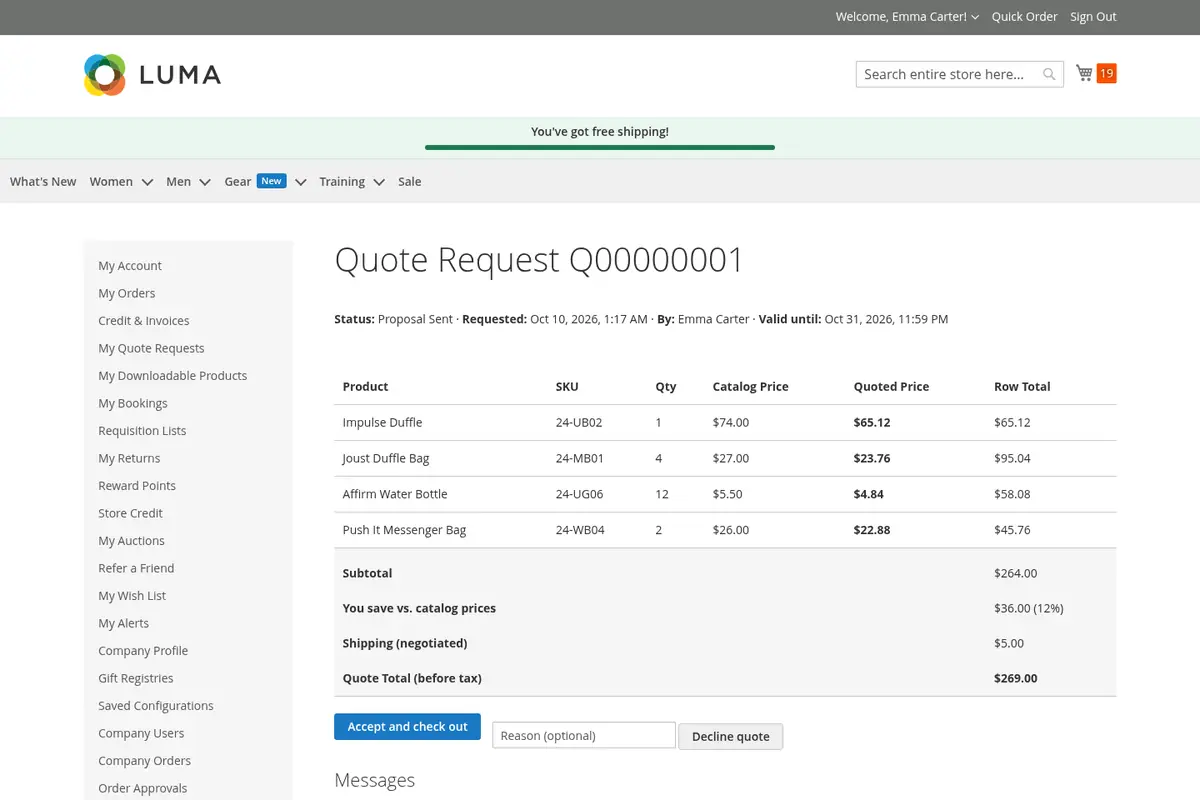 Welcome, Emma Carter! Quick Order Sign Out
LUMA
Search entire store here... 19
You've got free shipping!
What's New Women Men Gear New Training Sale
My Account
My Orders
Credit & Invoices
My Quote Requests
My Downloadable Products
My Bookings
Requisition Lists
My Returns
Reward Points
Store Credit
My Auctions
Refer a Friend
My Wish List
My Alerts
Company Profile
Gift Registries
Saved Configurations
Company Users
Company Orders
Order Approvals
Quote Request Q00000001
Status: Proposal Sent · Requested: Oct 10, 2026, 1:17 AM · By: Emma Carter · Valid until: Oct 31, 2026, 11:59 PM
Product SKU Qty Catalog Price Quoted Price Row Total
Impulse Duffle 24-UB02 1 $74.00 $65.12 $65.12
Joust Duffle Bag 24-MB01 4 $27.00 $23.76 $95.04
Affirm Water Bottle 24-UG06 12 $5.50 $4.84 $58.08
Push It Messenger Bag 24-WB04 2 $26.00 $22.88 $45.76
Subtotal $264.00
You save vs. catalog prices $36.00 (12%)
Shipping (negotiated) $5.00
Quote Total (before tax) $269.00
Accept and check out Reason (optional) Decline quote
Messages